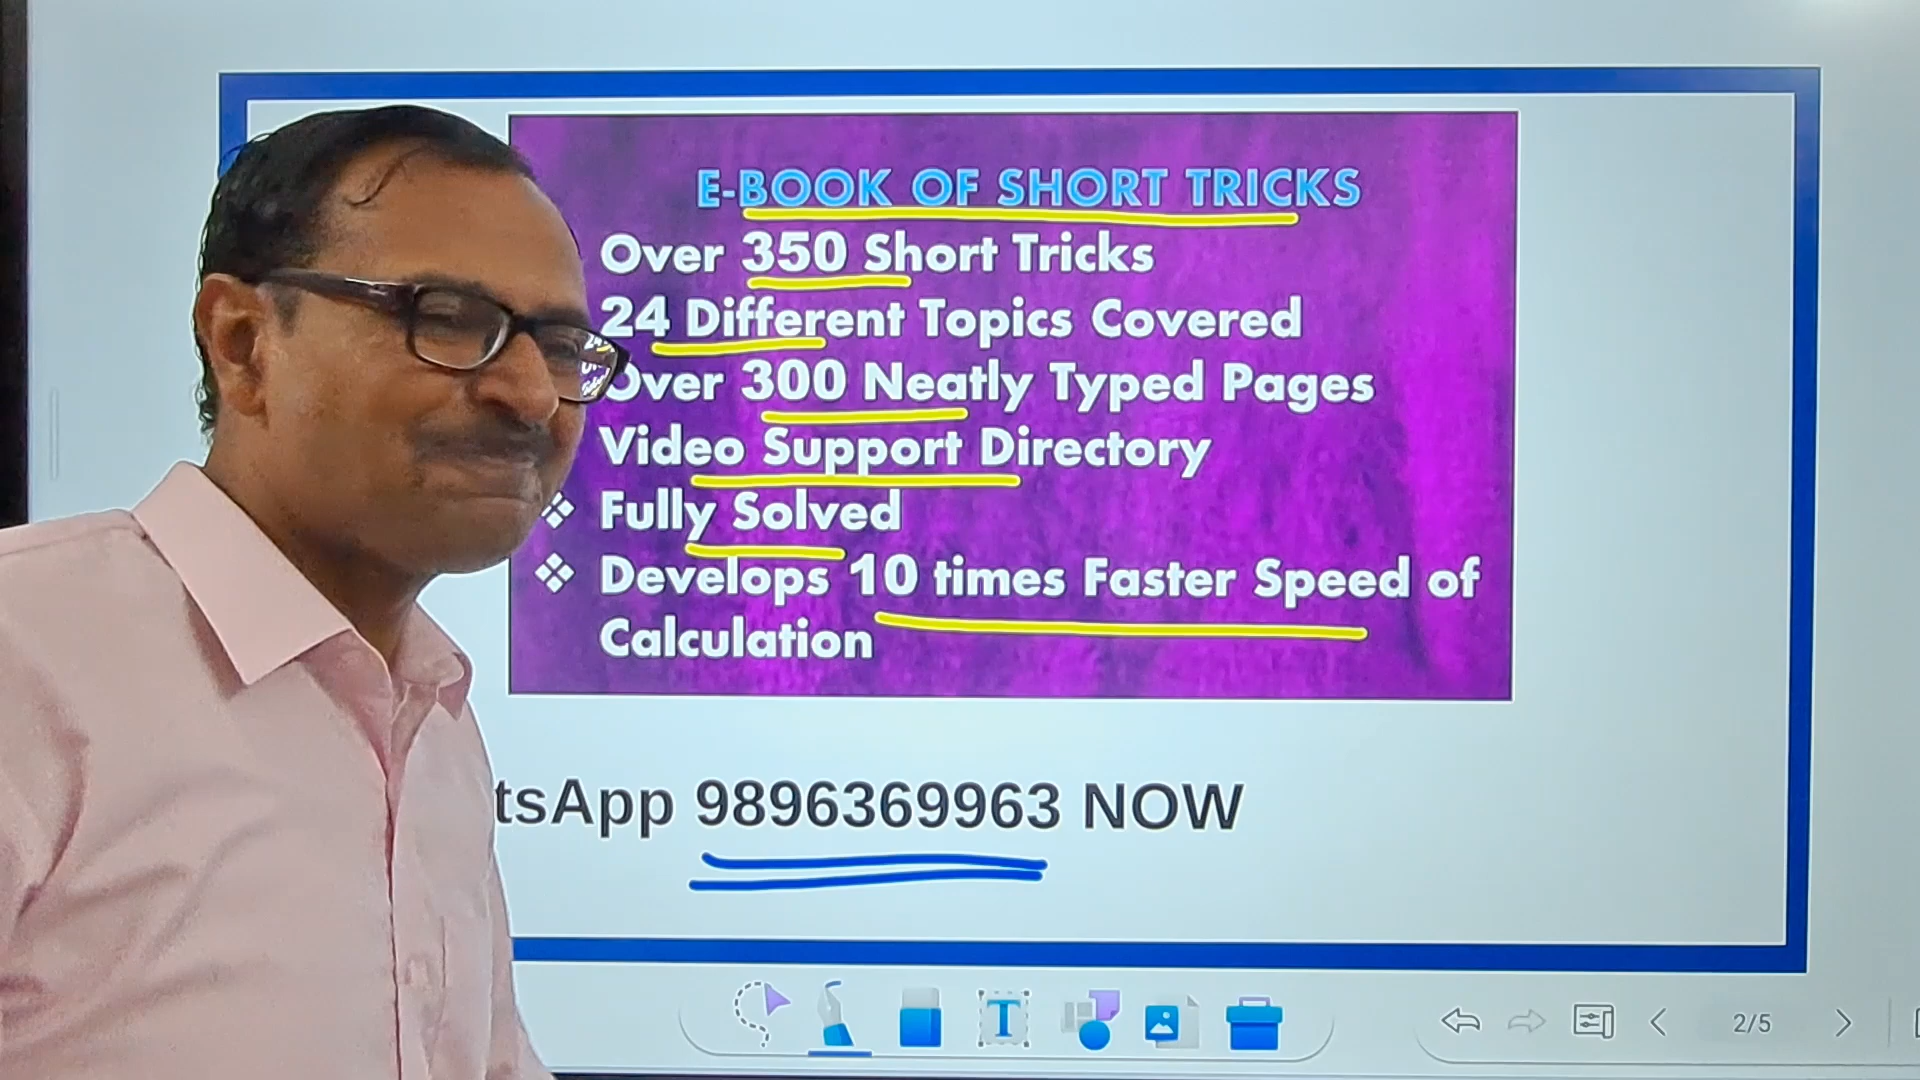 E-BOOK OF SHORT TRICKS
Over 350 Short Tricks
24 Different Topics Covered
Over 300 Neatly Typed Pages
Video Support Directory
❖ Fully Solved
❖ Develops 10 times Faster Speed of
Calculation
tsApp 9896369963 NOW
T
2/5